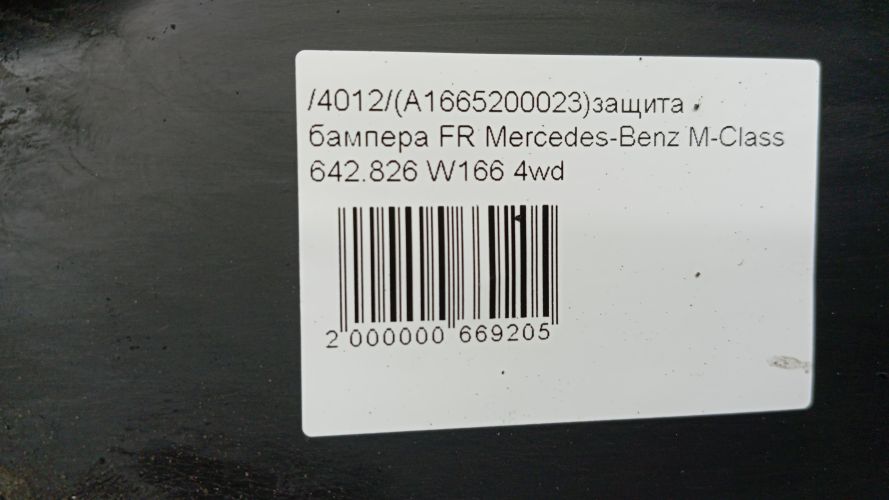 /4012/(A1665200023)защита
бампера FR Mercedes-Benz M-Class
642.826 W166 4wd
2 000000 669205